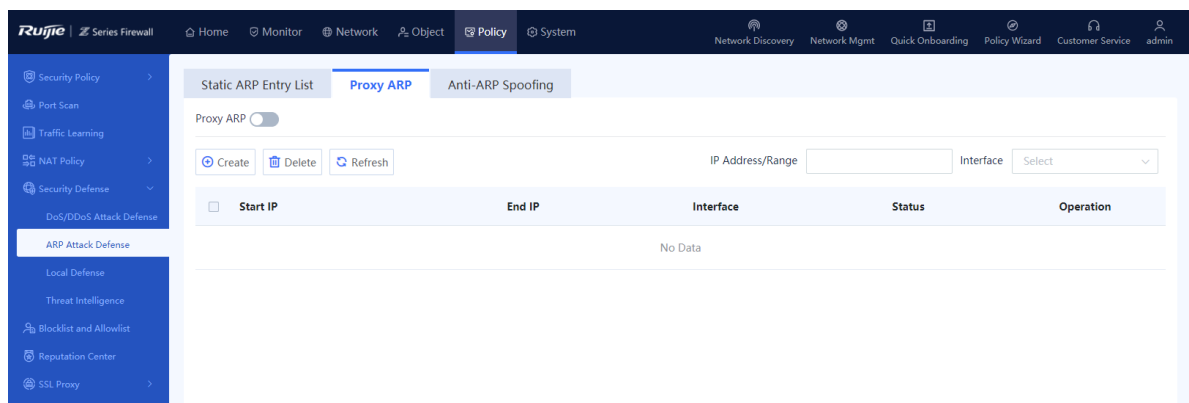 Ruijie | Z Series Firewall
Home Monitor Network Object Policy System
Network Discovery Network Mgmt Quick Onboarding Policy Wizard Customer Service admin
Security Policy
Port Scan
Traffic Learning
NAT Policy
Security Defense
DoS/DDoS Attack Defense
ARP Attack Defense
Local Defense
Threat Intelligence
Blocklist and Allowlist
Reputation Center
SSL Proxy
Static ARP Entry List Proxy ARP Anti-ARP Spoofing
Proxy ARP
Create Delete Refresh IP Address/Range Interface Select
Start IP End IP Interface Status Operation
No Data